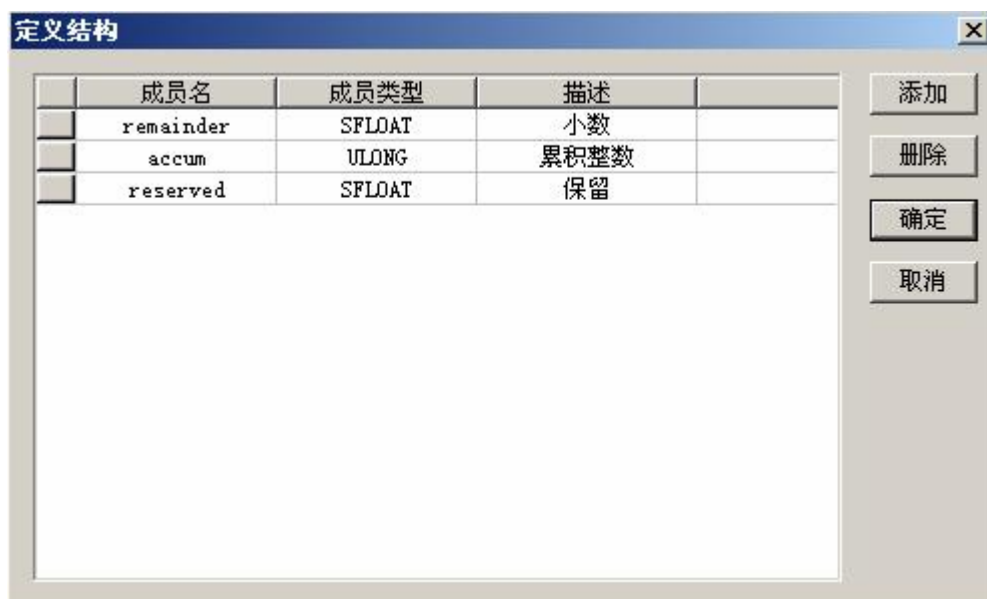 定义结构
成员名 成员类型 描述
remainder SFLOAT 小数
accum ULONG 累积整数
reserved SFLOAT 保留
添加
删除
确定
取消